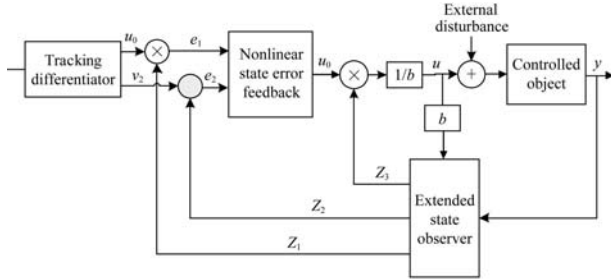 External
disturbance
Tracking
differentiator
u₀
v₂
e₁
e₂
Nonlinear
state error
feedback
u₀
1/b
u
+
Controlled
object
y
b
Z₃
Z₂
Z₁
Extended
state
observer